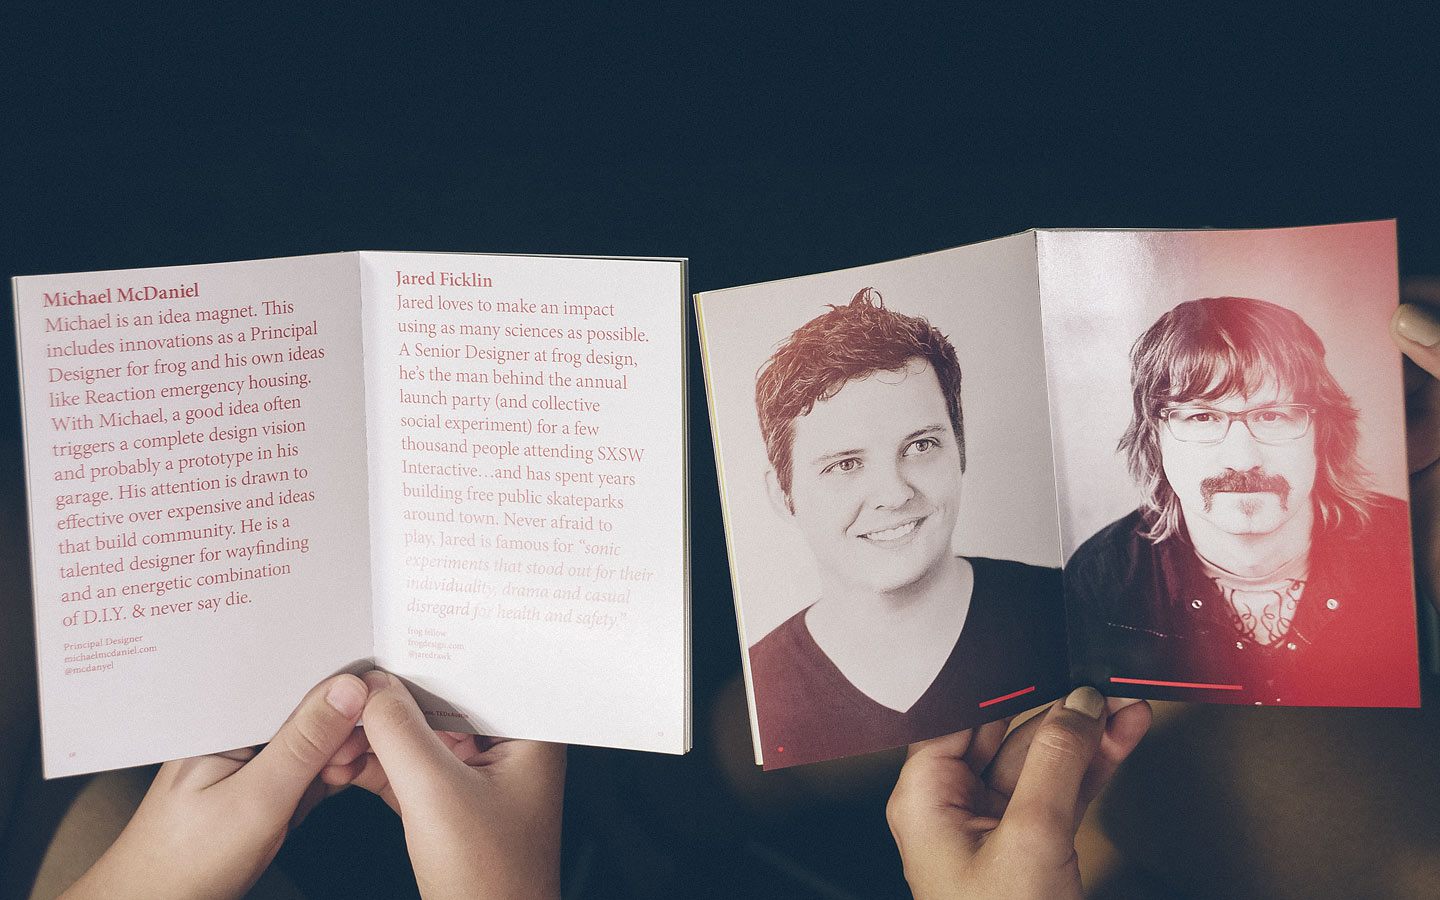 Michael McDaniel
Michael is an idea magnet. This
includes innovations as a Principal
Designer for frog and his own ideas
like Reaction emergency housing.
With Michael, a good idea often
triggers a complete design vision
and probably a prototype in his
garage. His attention is drawn to
effective over expensive and ideas
that build community. He is a
talented designer for wayfinding
and an energetic combination
of D.I.Y. & never say die.
Principal Designer
michaelmcdaniel.com
@mcdanyel
Jared Ficklin
Jared loves to make an impact
using as many sciences as possible.
A Senior Designer at frog design,
he's the man behind the annual
launch party (and collective
social experiment) for a few
thousand people attending SXSW
Interactive…and has spent years
building free public skateparks
around town. Never afraid to
play, Jared is famous for “sonic
experiments that stood out for their
individuality, drama and casual
disregard for health and safety.”
frog fellow
frogdesign.com
@jaredrawk
TEDxAustin